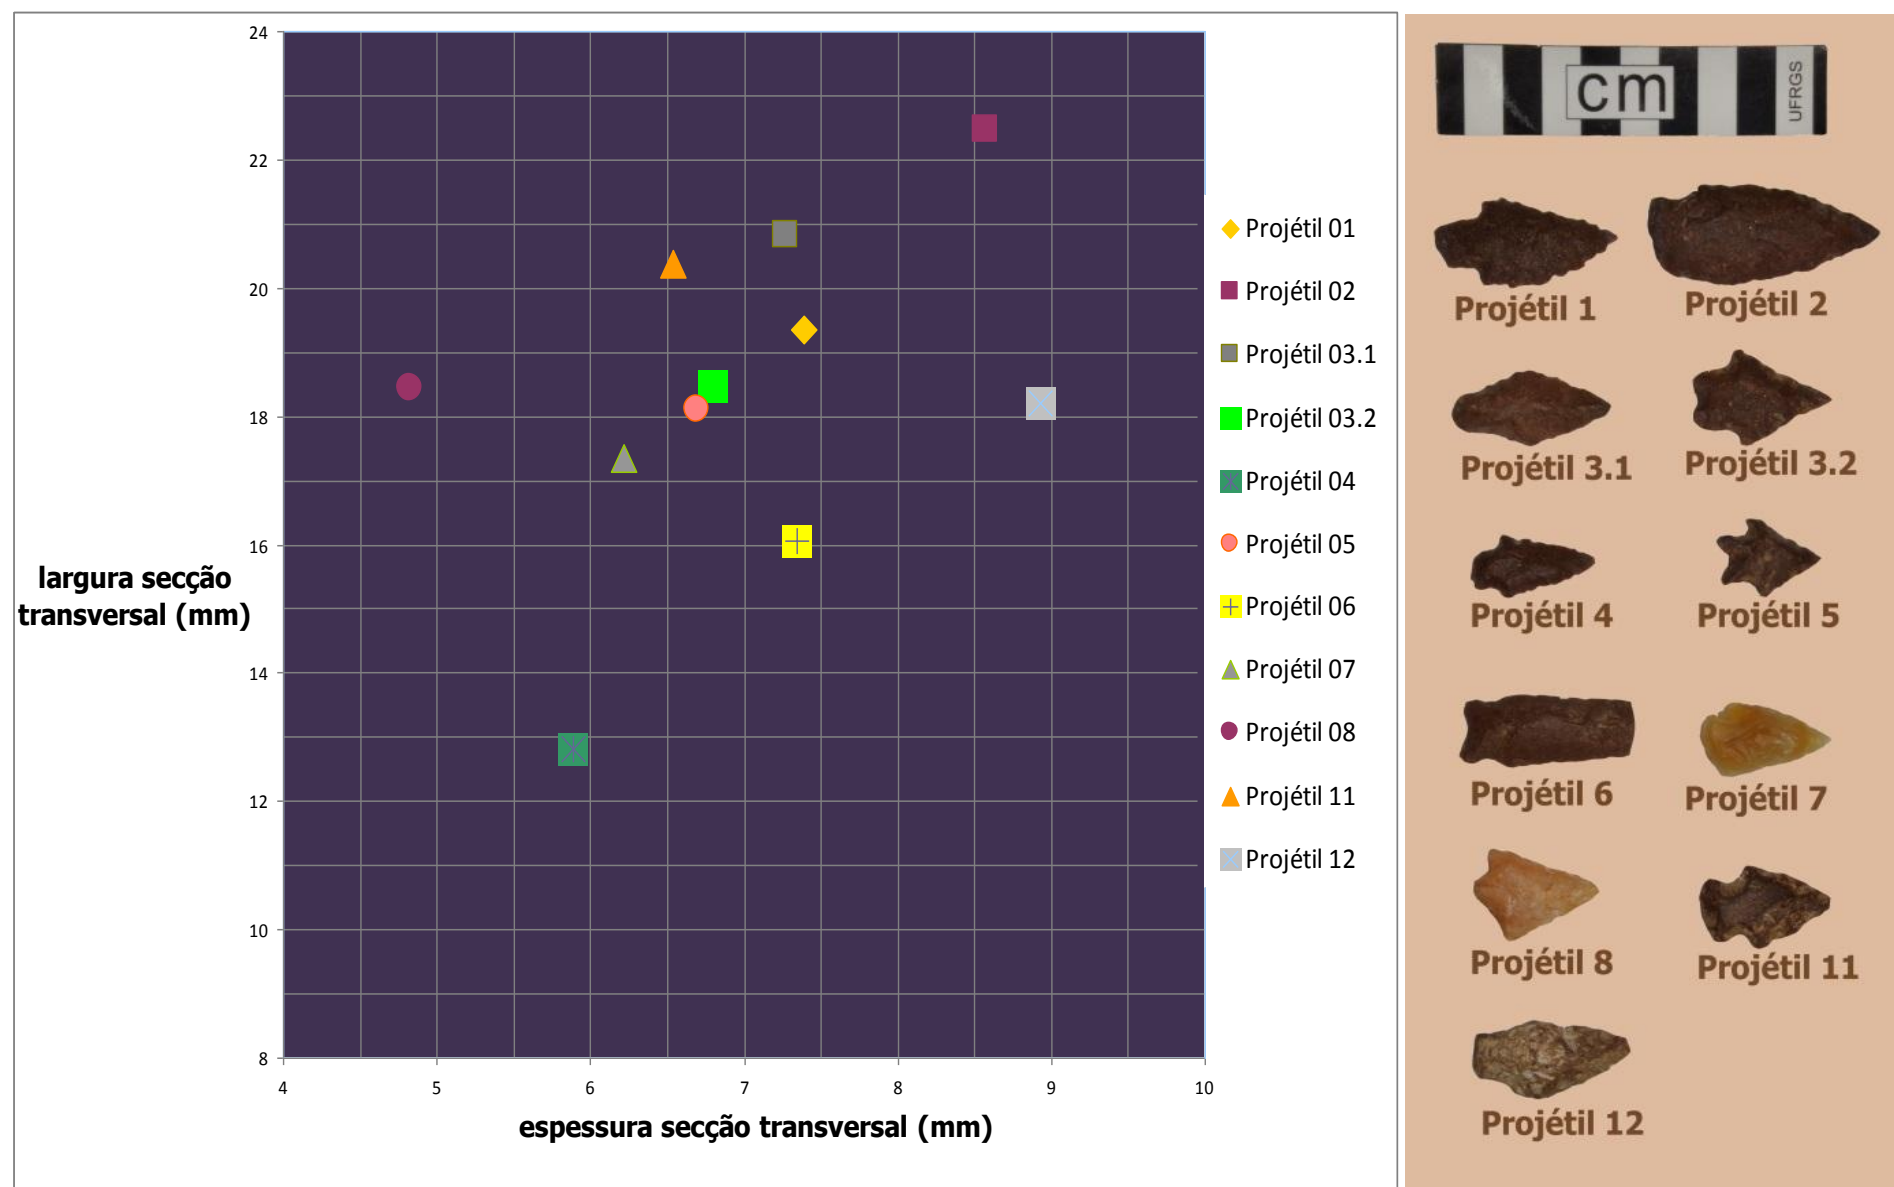 24
22
20
18
16
14
12
10
8
4 5 6 7 8 9 10
largura secção
transversal (mm)
espessura secção transversal (mm)
Projétil 01
Projétil 02
Projétil 03.1
Projétil 03.2
Projétil 04
Projétil 05
Projétil 06
Projétil 07
Projétil 08
Projétil 11
Projétil 12
cm
UFRGS
Projétil 1
Projétil 2
Projétil 3.1
Projétil 3.2
Projétil 4
Projétil 5
Projétil 6
Projétil 7
Projétil 8
Projétil 11
Projétil 12